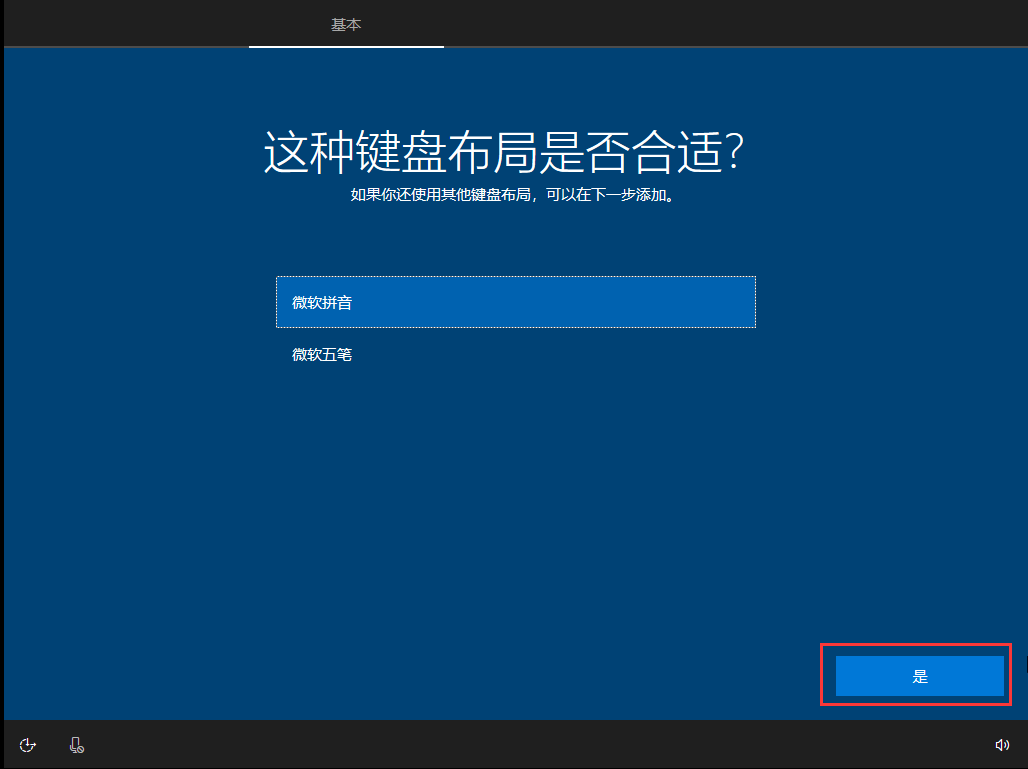 基本
这种键盘布局是否合适？
如果你还使用其他键盘布局，可以在下一步添加。
微软拼音
微软五笔
是